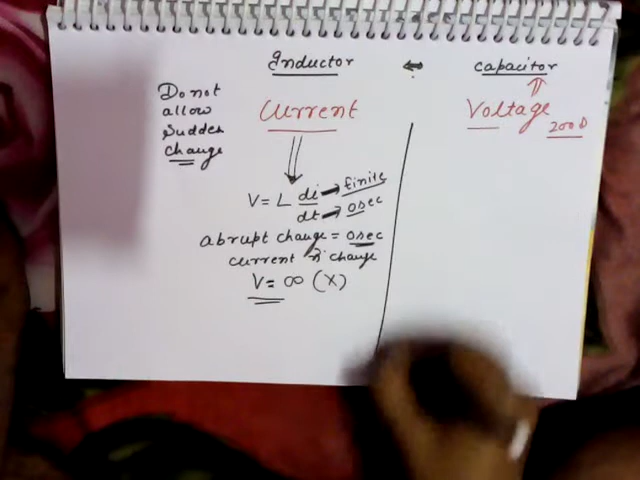 Inductor ↔ capacitor
Do not
allow
sudden
change
Current
Voltage
V = L di → finite
dt → 0sec
abrupt change = 0sec
current change
V = ∞ (X)